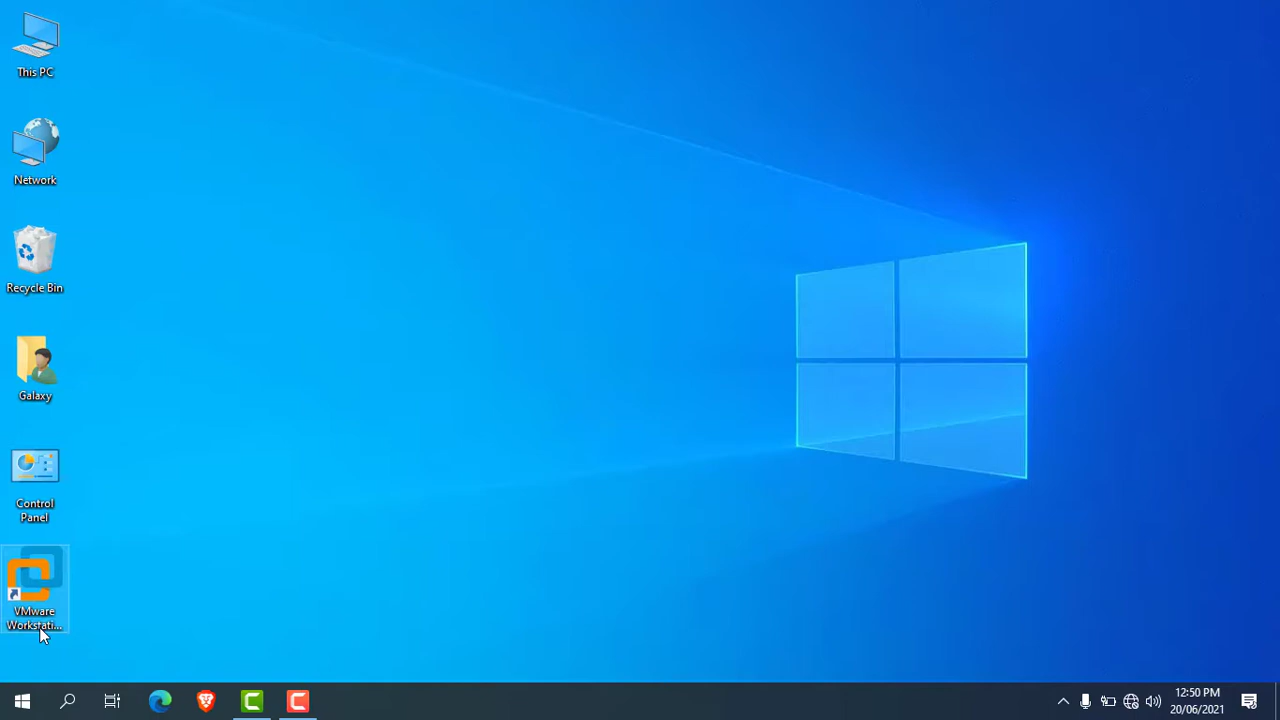 This PC
Network
Recycle Bin
Galaxy
Control
Panel
VMware
Workstati...
12:50 PM
20/06/2021